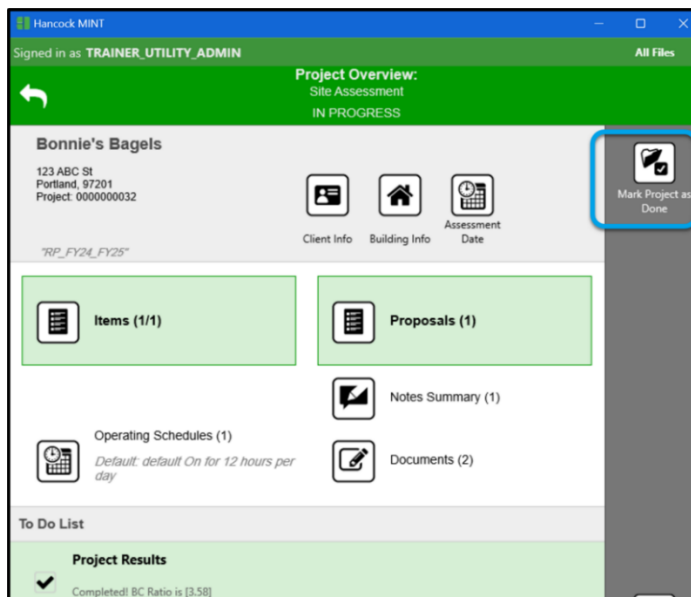 Hancock MINT
Signed in as TRAINER_UTILITY_ADMIN
All Files
Project Overview:
Site Assessment
IN PROGRESS
Bonnie's Bagels
123 ABC St
Portland, 97201
Project: 0000000032
"RP_FY24_FY25"
Client Info
Building Info
Assessment
Date
Mark Project as
Done
Items (1/1)
Proposals (1)
Notes Summary (1)
Operating Schedules (1)
Default: default On for 12 hours per
day
Documents (2)
To Do List
Project Results
Completed! BC Ratio is [3.58]